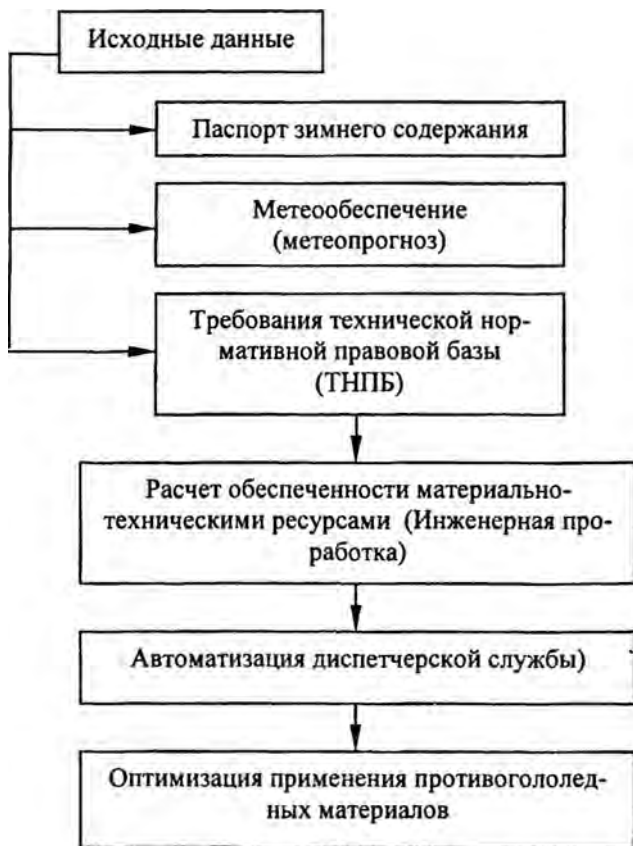 Исходные данные
Паспорт зимнего содержания
Метеообеспечение
(метеопрогноз)
Требования технической нор-
мативной правовой базы
(ТНПБ)
Расчет обеспеченности материально-
техническими ресурсами (Инженерная про-
работка)
Автоматизация диспетчерской службы)
Оптимизация применения противогололед-
ных материалов